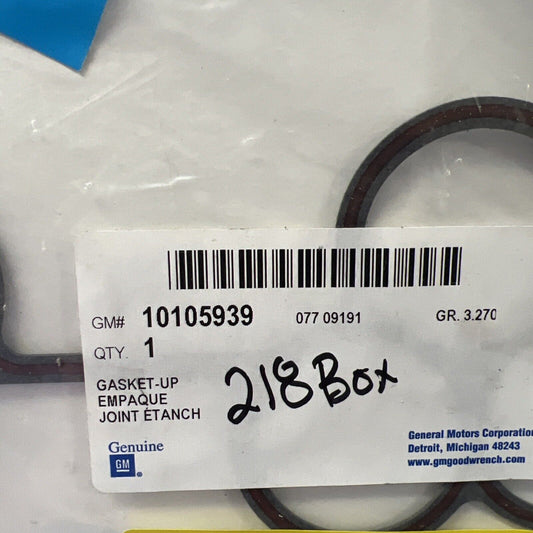 GM# 10105939 077 09191 GR. 3.270
QTY. 1
GASKET-UP
EMPAQUE
JOINT ÉTANCH
218 Box
Genuine
GM
General Motors Corporation
Detroit, Michigan 48243
www.gmgoodwrench.com